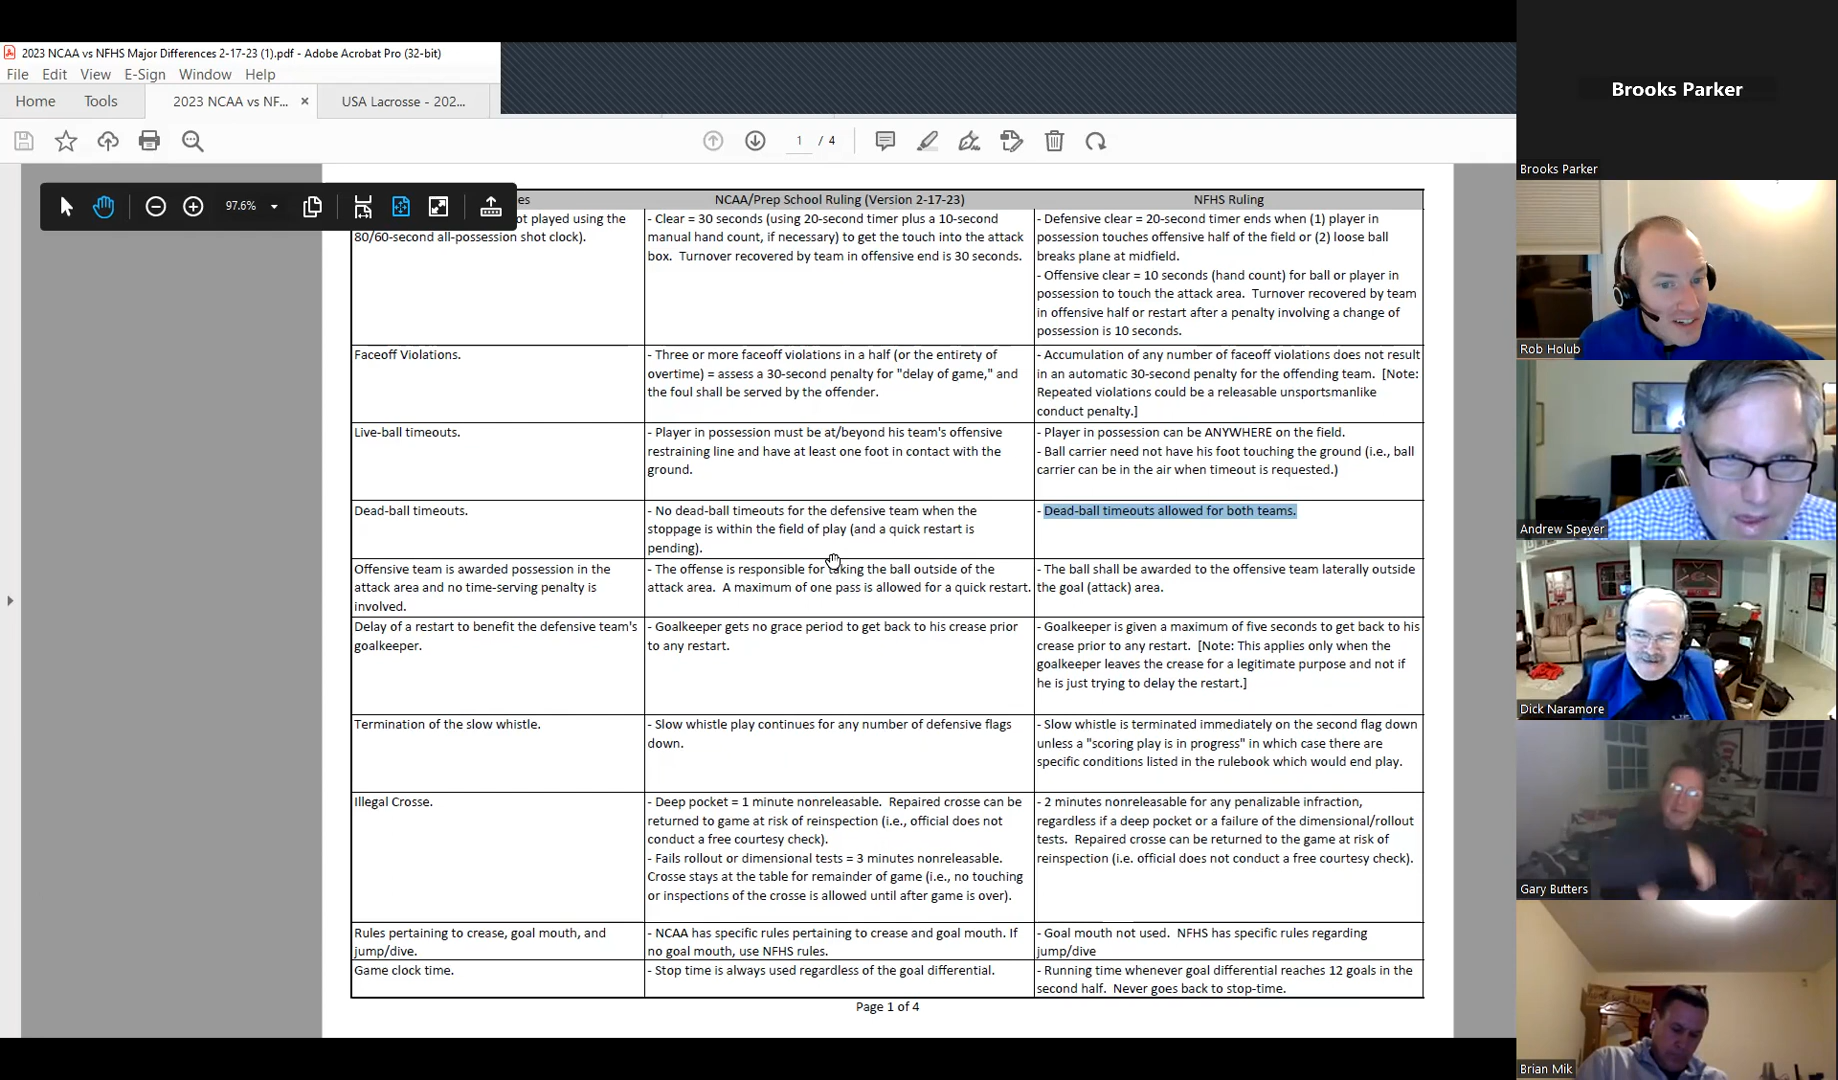 Brooks Parker
2023 NCAA vs NFHS Major Differences 2-17-23 (1).pdf - Adobe Acrobat Pro (32-bit)
File Edit View E-Sign Window Help
Home Tools 2023 NCAA vs NF... × USA Lacrosse - 202...
1 / 4
97.6%
es NCAA/Prep School Ruling (Version 2-17-23) NFHS Ruling
ot played using the
80/60-second all-possession shot clock).
- Clear = 30 seconds (using 20-second timer plus a 10-second
manual hand count, if necessary) to get the touch into the attack
box. Turnover recovered by team in offensive end is 30 seconds.
- Defensive clear = 20-second timer ends when (1) player in
possession touches offensive half of the field or (2) loose ball
breaks plane at midfield.
- Offensive clear = 10 seconds (hand count) for ball or player in
possession to touch the attack area. Turnover recovered by team
in offensive half or restart after a penalty involving a change of
possession is 10 seconds.
Faceoff Violations.
- Three or more faceoff violations in a half (or the entirety of
overtime) = assess a 30-second penalty for "delay of game," and
the foul shall be served by the offender.
- Accumulation of any number of faceoff violations does not result
in an automatic 30-second penalty for the offending team. [Note:
Repeated violations could be a releasable unsportsmanlike
conduct penalty.]
Live-ball timeouts.
- Player in possession must be at/beyond his team's offensive
restraining line and have at least one foot in contact with the
ground.
- Player in possession can be ANYWHERE on the field.
- Ball carrier need not have his foot touching the ground (i.e., ball
carrier can be in the air when timeout is requested.)
Dead-ball timeouts.
- No dead-ball timeouts for the defensive team when the
stoppage is within the field of play (and a quick restart is
pending).
- Dead-ball timeouts allowed for both teams.
Offensive team is awarded possession in the
attack area and no time-serving penalty is
involved.
- The offense is responsible for taking the ball outside of the
attack area. A maximum of one pass is allowed for a quick restart.
- The ball shall be awarded to the offensive team laterally outside
the goal (attack) area.
Delay of a restart to benefit the defensive team's
goalkeeper.
- Goalkeeper gets no grace period to get back to his crease prior
to any restart.
- Goalkeeper is given a maximum of five seconds to get back to his
crease prior to any restart. [Note: This applies only when the
goalkeeper leaves the crease for a legitimate purpose and not if
he is just trying to delay the restart.]
Termination of the slow whistle.
- Slow whistle play continues for any number of defensive flags
down.
- Slow whistle is terminated immediately on the second flag down
unless a "scoring play is in progress" in which case there are
specific conditions listed in the rulebook which would end play.
Illegal Crosse.
- Deep pocket = 1 minute nonreleasable. Repaired crosse can be
returned to game at risk of reinspection (i.e., official does not
conduct a free courtesy check).
- Fails rollout or dimensional tests = 3 minutes nonreleasable.
Crosse stays at the table for remainder of game (i.e., no touching
or inspections of the crosse is allowed until after game is over).
- 2 minutes nonreleasable for any penalizable infraction,
regardless if a deep pocket or a failure of the dimensional/rollout
tests. Repaired crosse can be returned to the game at risk of
reinspection (i.e. official does not conduct a free courtesy check).
Rules pertaining to crease, goal mouth, and
jump/dive.
- NCAA has specific rules pertaining to crease and goal mouth. If
no goal mouth, use NFHS rules.
- Goal mouth not used. NFHS has specific rules regarding
jump/dive
Game clock time.
- Stop time is always used regardless of the goal differential.
- Running time whenever goal differential reaches 12 goals in the
second half. Never goes back to stop-time.
Page 1 of 4
Brooks Parker
Rob Holub
Andrew Speyer
Dick Naramore
Gary Butters
Brian Mik